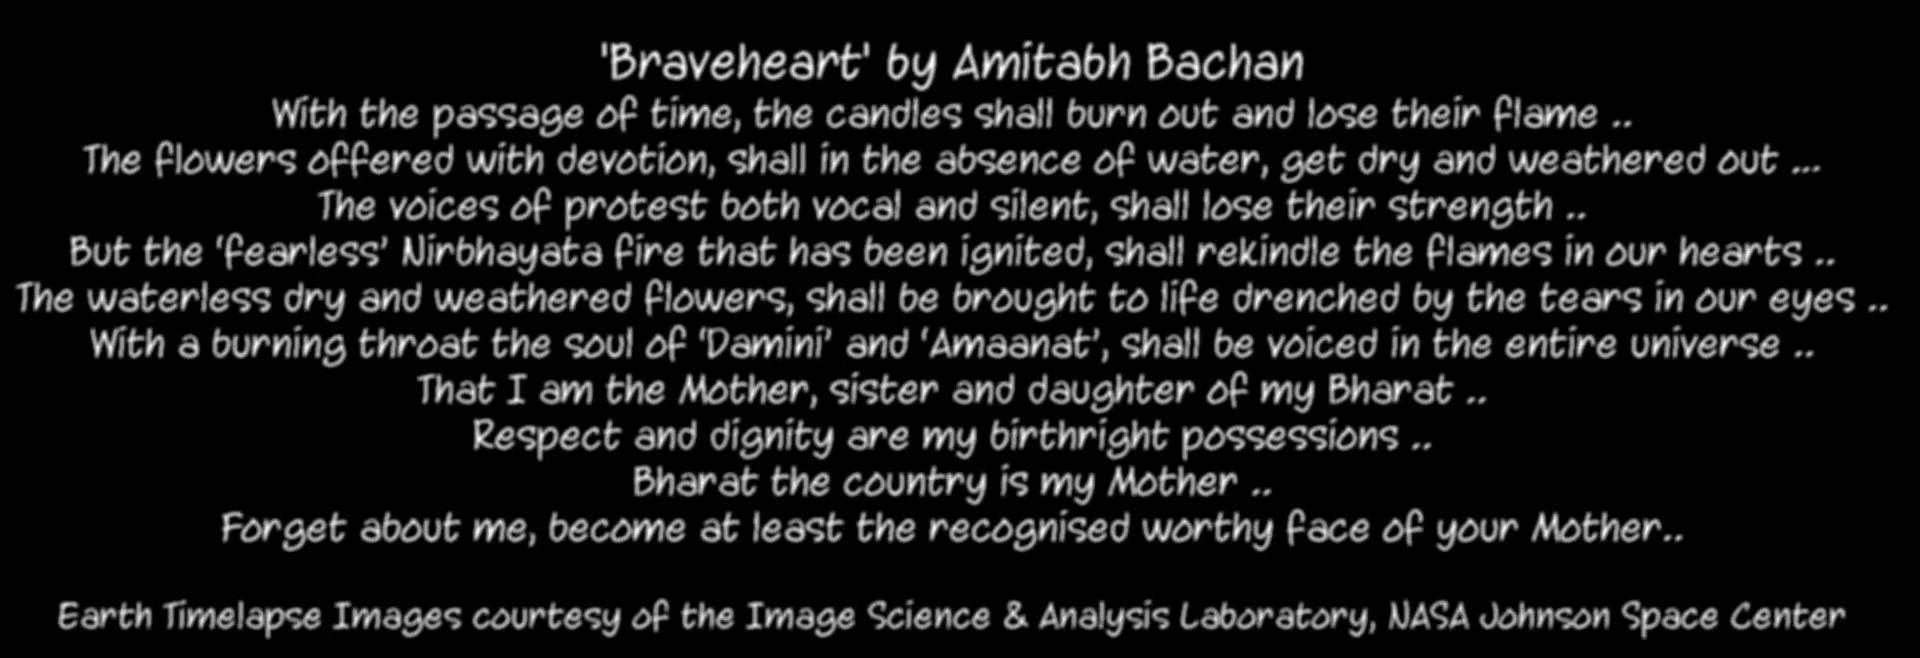 'Braveheart' by Amitabh Bachan
With the passage of time, the candles shall burn out and lose their flame ..
The flowers offered with devotion, shall in the absence of water, get dry and weathered out ...
The voices of protest both vocal and silent, shall lose their strength ..
But the ‘fearless’ Nirbhayata fire that has been ignited, shall rekindle the flames in our hearts ..
The waterless dry and weathered flowers, shall be brought to life drenched by the tears in our eyes ..
With a burning throat the soul of ‘Damini’ and ‘Amaanat’, shall be voiced in the entire universe ..
That I am the Mother, sister and daughter of my Bharat ..
Respect and dignity are my birthright possessions ..
Bharat the country is my Mother ..
Forget about me, become at least the recognised worthy face of your Mother..
Earth Timelapse Images courtesy of the Image Science & Analysis Laboratory, NASA Johnson Space Center